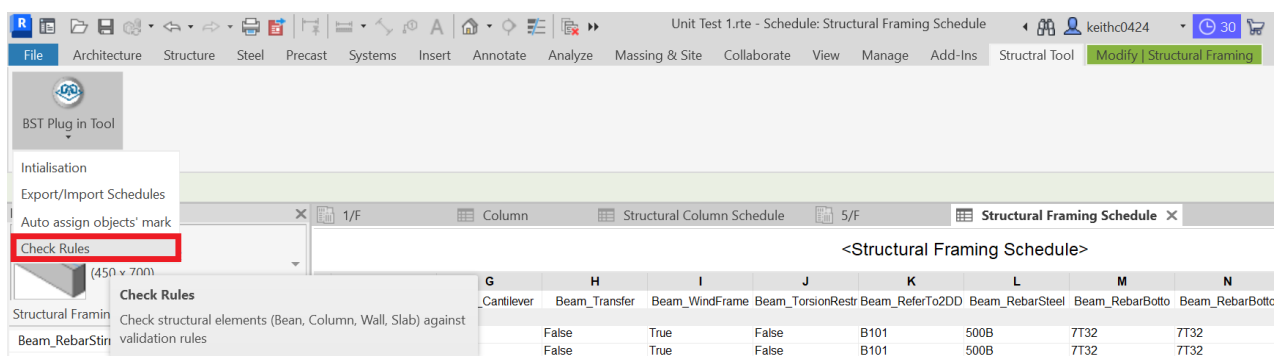 R
A
Unit Test 1.rte - Schedule: Structural Framing Schedule
keithc0424
30
File Architecture Structure Steel Precast Systems Insert Annotate Analyze Massing & Site Collaborate View Manage Add-Ins Structral Tool Modify | Structural Framing
BST Plug in Tool
Intialisation
Export/Import Schedules
Auto assign objects' mark
Check Rules
1/F Column Structural Column Schedule 5/F Structural Framing Schedule
(450 x 700)
Structural Framin
Beam_RebarStirr
Check Rules
Check structural elements (Bean, Column, Wall, Slab) against
validation rules
<Structural Framing Schedule>
G H I J K L M N
_Cantilever Beam_Transfer Beam_WindFrame Beam_TorsionRestr Beam_ReferTo2DD Beam_RebarSteel Beam_RebarBotto Beam_RebarBotto
False True False B101 500B 7T32 7T32
False True False B101 500B 7T32 7T32